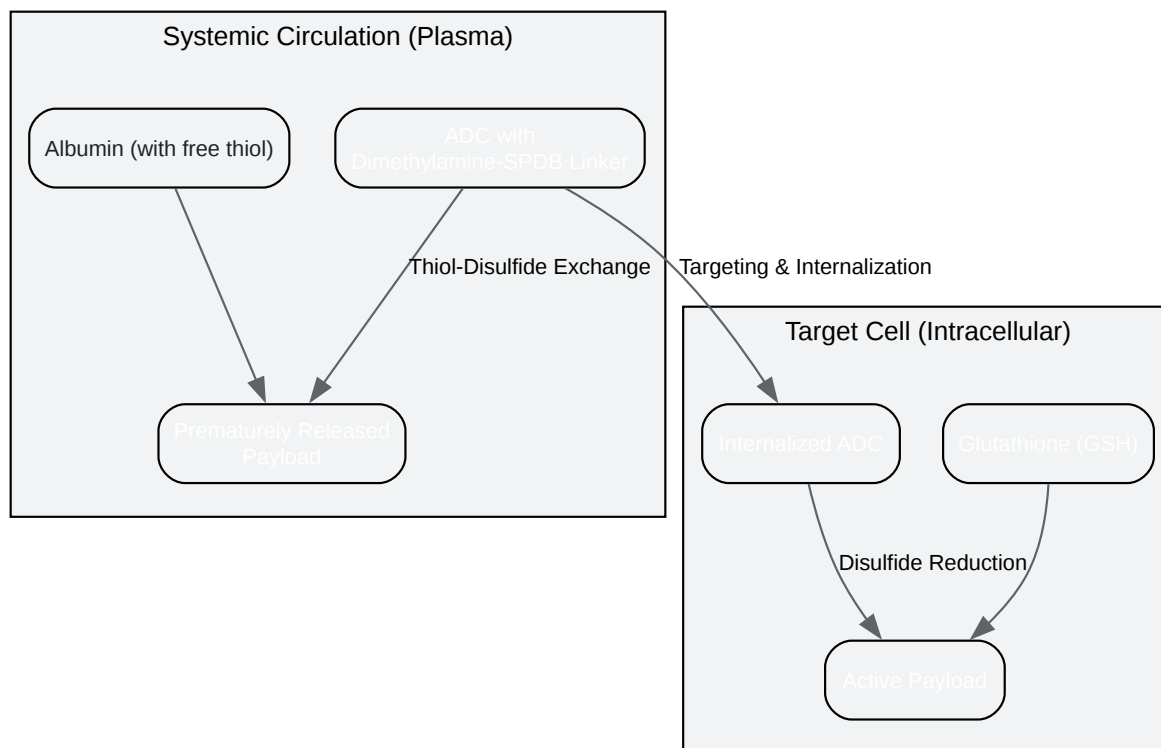 Systemic Circulation (Plasma)
Albumin (with free thiol)
ADC with
Dimethylamine-SPDB Linker
Thiol-Disulfide Exchange
Targeting & Internalization
Prematurely Released
Payload
Target Cell (Intracellular)
Internalized ADC
Glutathione (GSH)
Disulfide Reduction
Active Payload